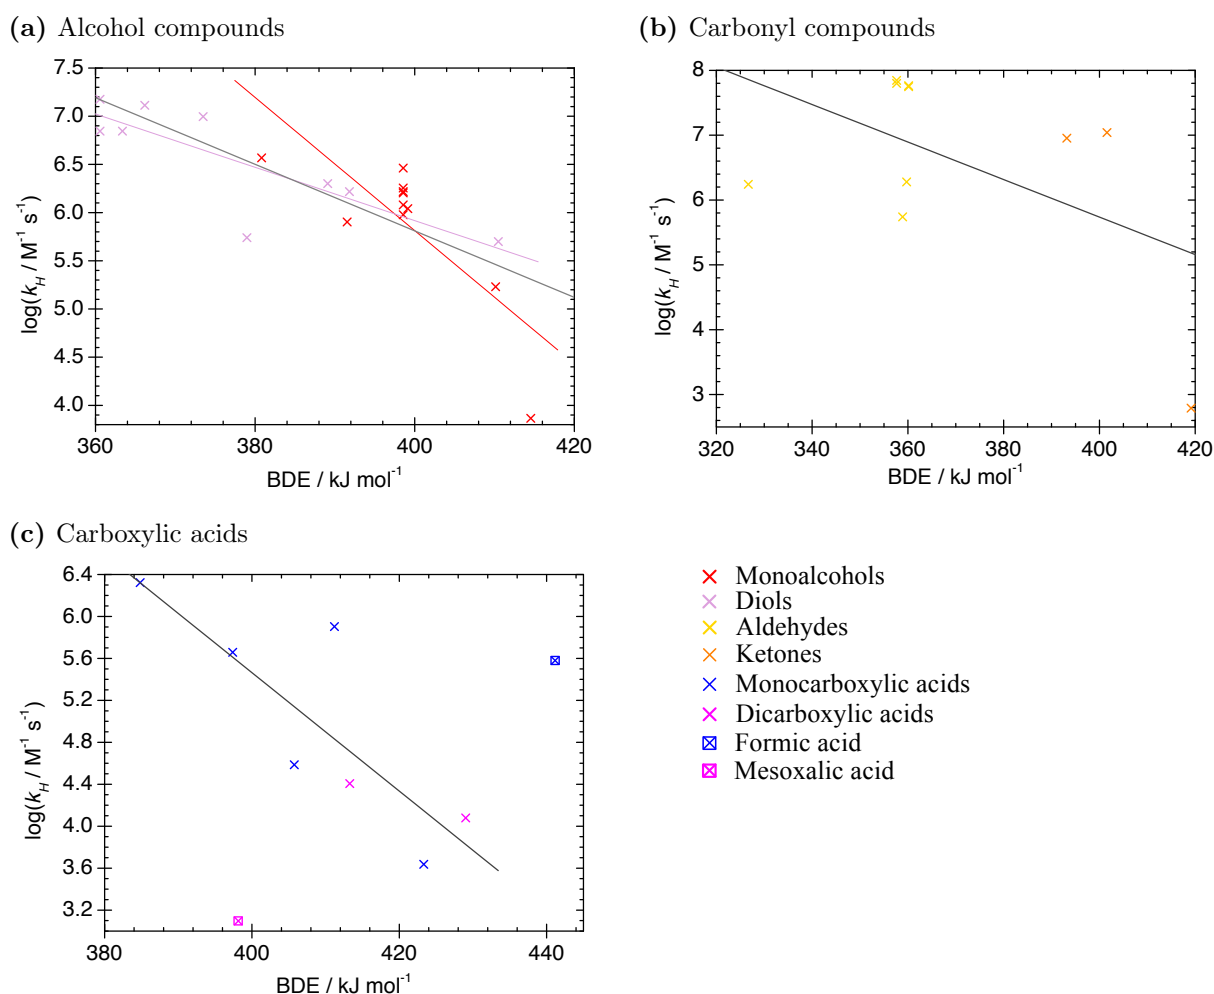 (a) Alcohol compounds
7.5
7.0
6.5
6.0
5.5
5.0
4.5
4.0
log(k_H / M⁻¹ s⁻¹)
360 380 400 420
BDE / kJ mol⁻¹
(b) Carbonyl compounds
8
7
6
5
4
3
log(k_H / M⁻¹ s⁻¹)
320 340 360 380 400 420
BDE / kJ mol⁻¹
(c) Carboxylic acids
6.4
6.0
5.6
5.2
4.8
4.4
4.0
3.6
3.2
log(k_H / M⁻¹ s⁻¹)
380 400 420 440
BDE / kJ mol⁻¹
Monoalcohols
Diols
Aldehydes
Ketones
Monocarboxylic acids
Dicarboxylic acids
Formic acid
Mesoxalic acid